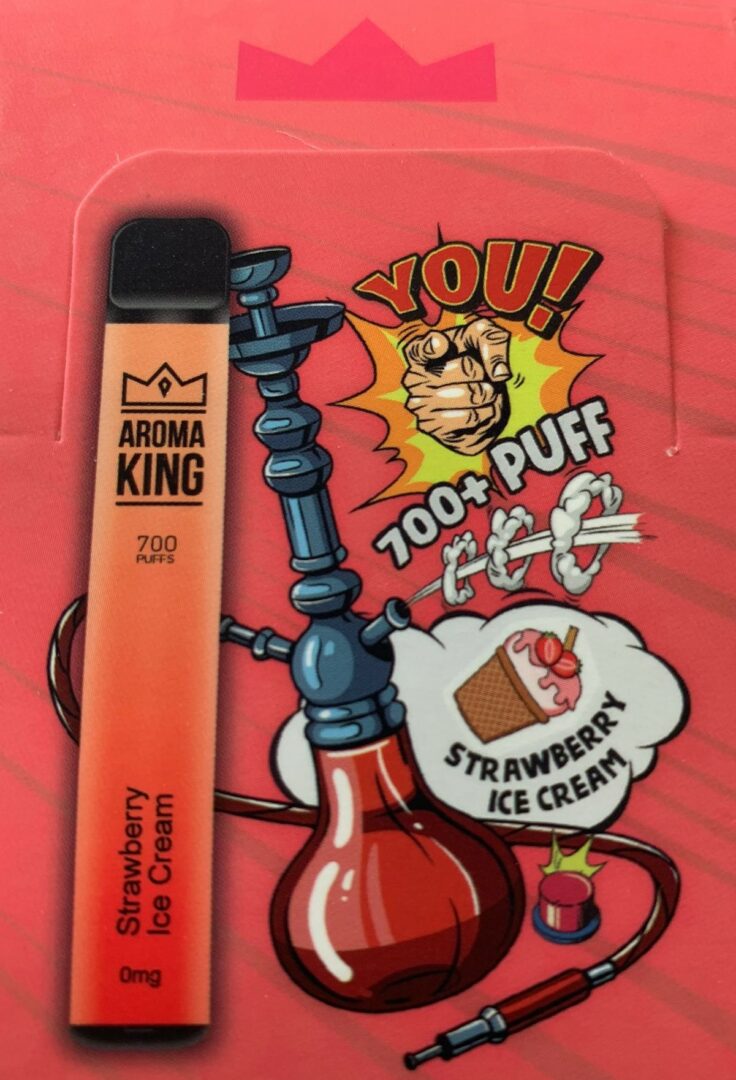 AROMA
KING
700
PUFFS
Strawberry
Ice Cream
0mg
YOU!
700+ PUFF
STRAWBERRY
ICE CREAM